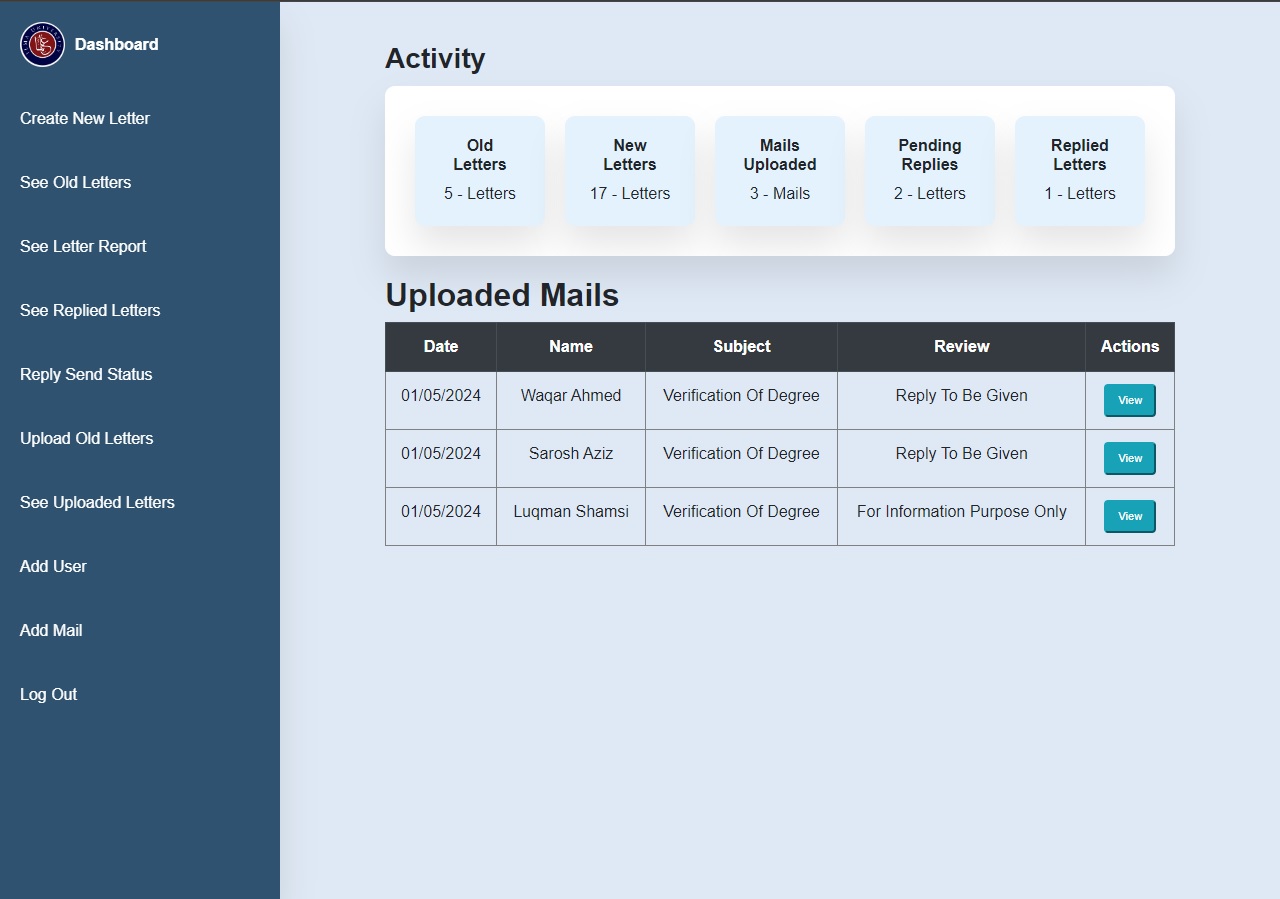 Dashboard
Create New Letter
See Old Letters
See Letter Report
See Replied Letters
Reply Send Status
Upload Old Letters
See Uploaded Letters
Add User
Add Mail
Log Out
Activity
Old
Letters
5 - Letters
New
Letters
17 - Letters
Mails
Uploaded
3 - Mails
Pending
Replies
2 - Letters
Replied
Letters
1 - Letters
Uploaded Mails
Date Name Subject Review Actions
01/05/2024 Waqar Ahmed Verification Of Degree Reply To Be Given View
01/05/2024 Sarosh Aziz Verification Of Degree Reply To Be Given View
01/05/2024 Luqman Shamsi Verification Of Degree For Information Purpose Only View